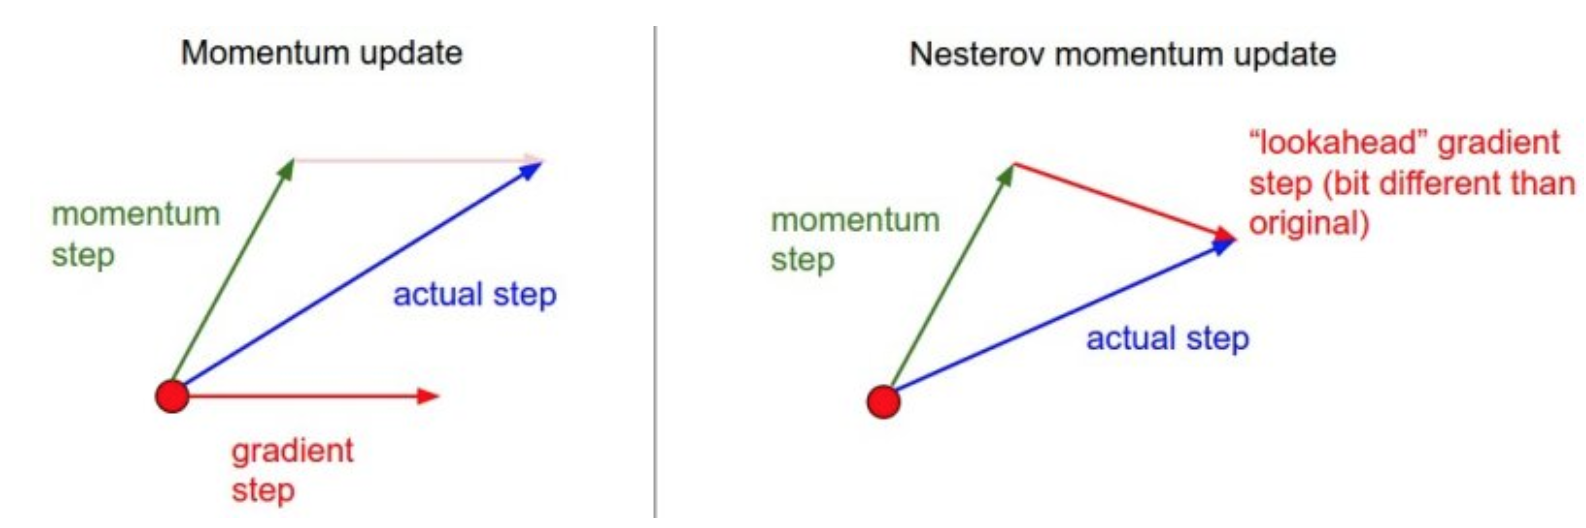 Momentum update
momentum
step
actual step
gradient
step
Nesterov momentum update
“lookahead” gradient
step (bit different than
original)
momentum
step
actual step